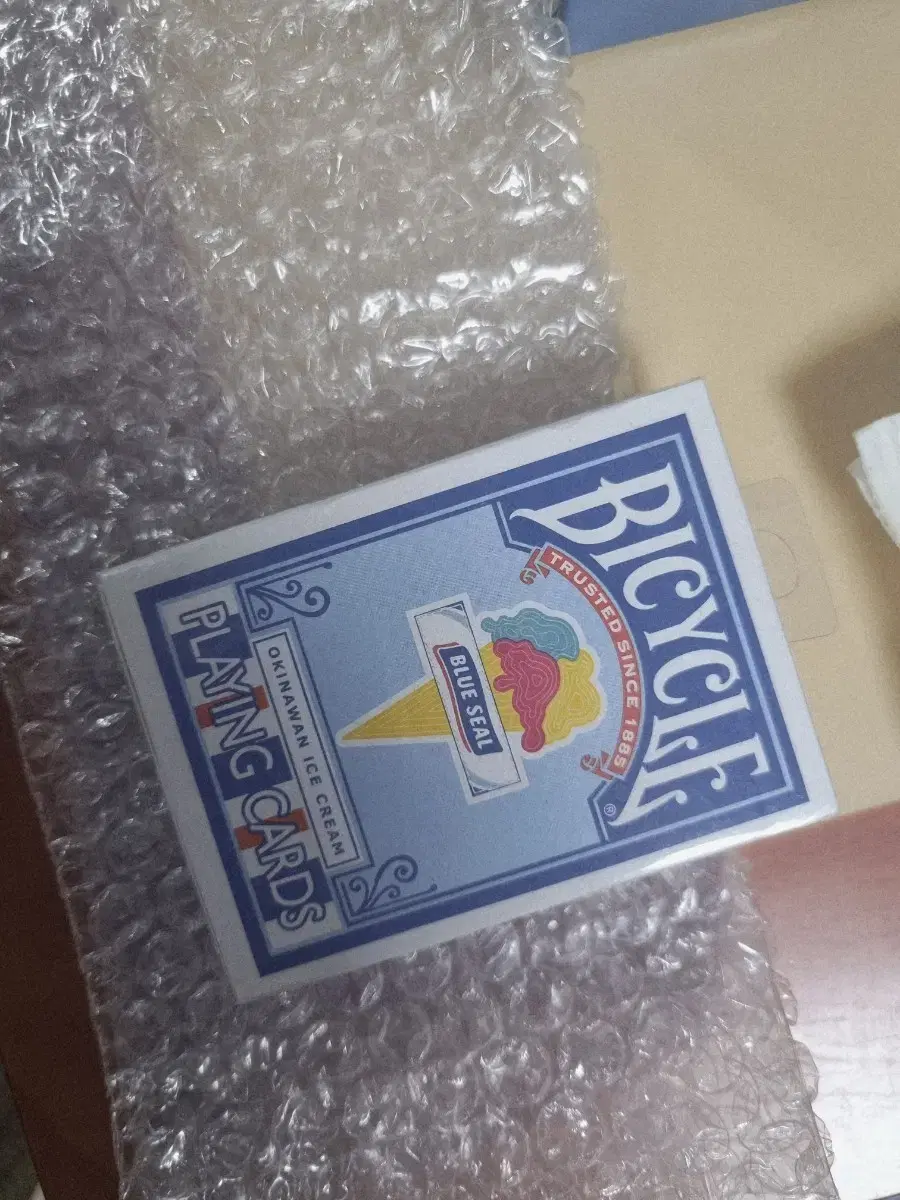 BICYCLE
®
TRUSTED SINCE 1885
BLUE SEAL
OKINAWAN ICE CREAM
PLAYING CARDS